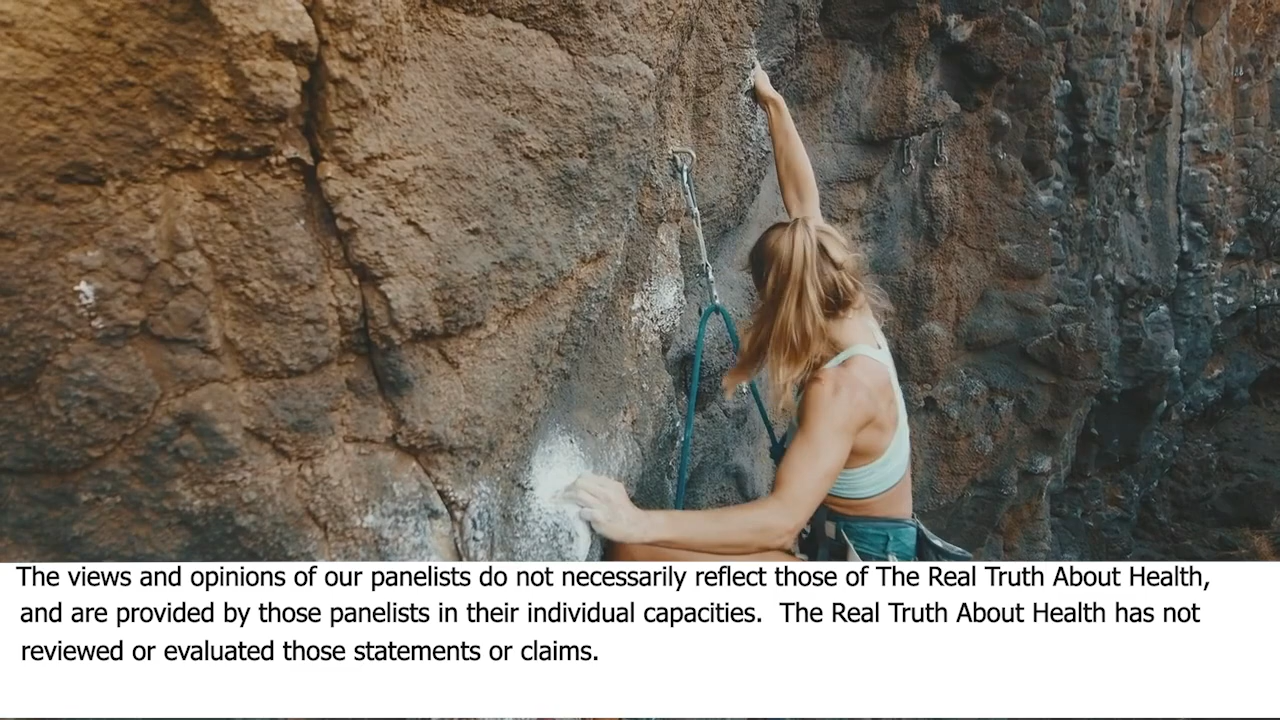 The views and opinions of our panelists do not necessarily reflect those of The Real Truth About Health,
and are provided by those panelists in their individual capacities.  The Real Truth About Health has not
reviewed or evaluated those statements or claims.